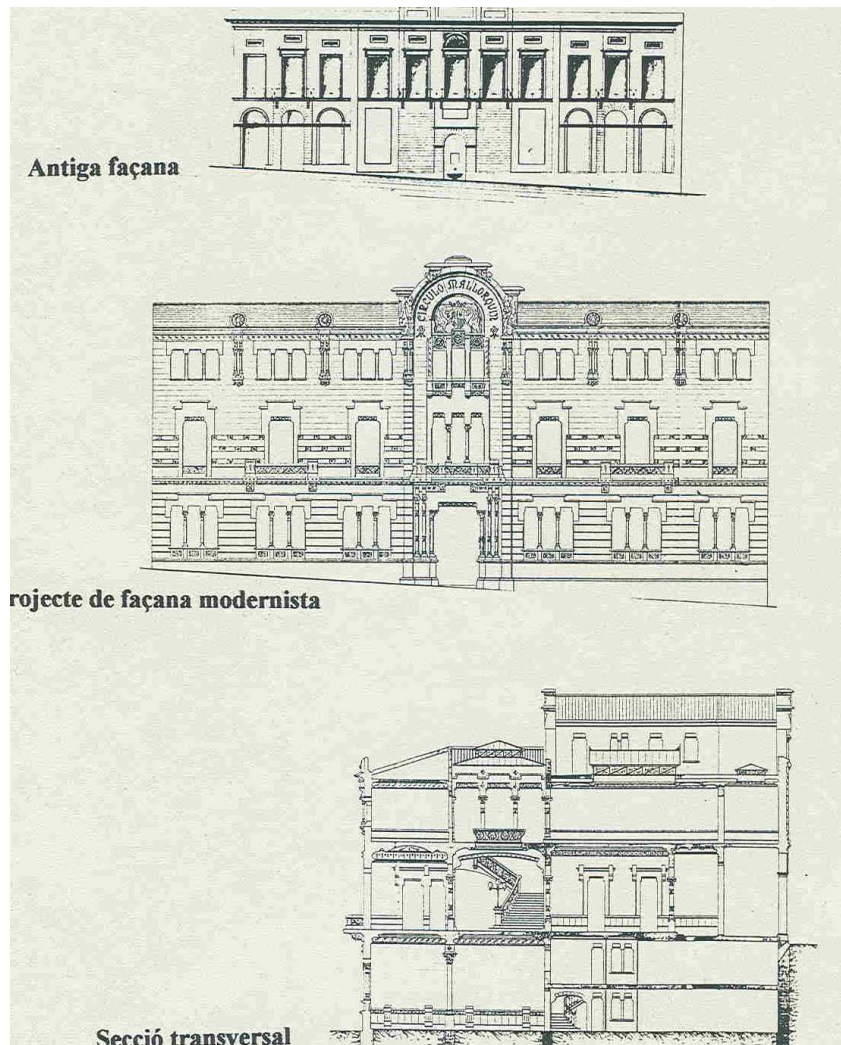 Antiga façana
CIRCULO MALLORQUIN
rojecte de façana modernista
Secció transversal